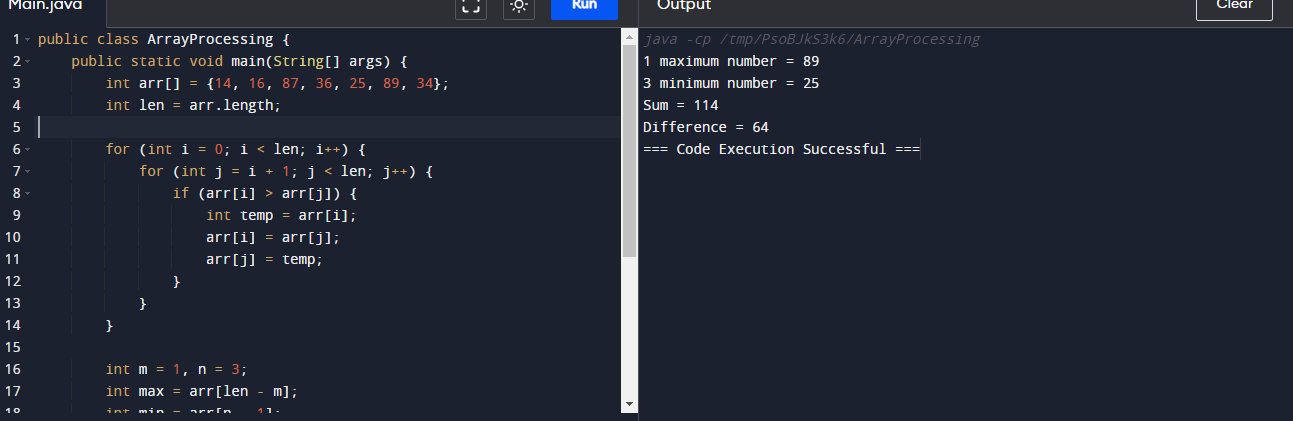 Main.java
Run
Output
Clear
1 public class ArrayProcessing {
2 public static void main(String[] args) {
3 int arr[] = {14, 16, 87, 36, 25, 89, 34};
4 int len = arr.length;
5
6 for (int i = 0; i < len; i++) {
7 for (int j = i + 1; j < len; j++) {
8 if (arr[i] > arr[j]) {
9 int temp = arr[i];
10 arr[i] = arr[j];
11 arr[j] = temp;
12 }
13 }
14 }
15
16 int m = 1, n = 3;
17 int max = arr[len - m];
18 int min = arr[n - 1];
java -cp /tmp/PsoBJkS3k6/ArrayProcessing
1 maximum number = 89
3 minimum number = 25
Sum = 114
Difference = 64
=== Code Execution Successful ===